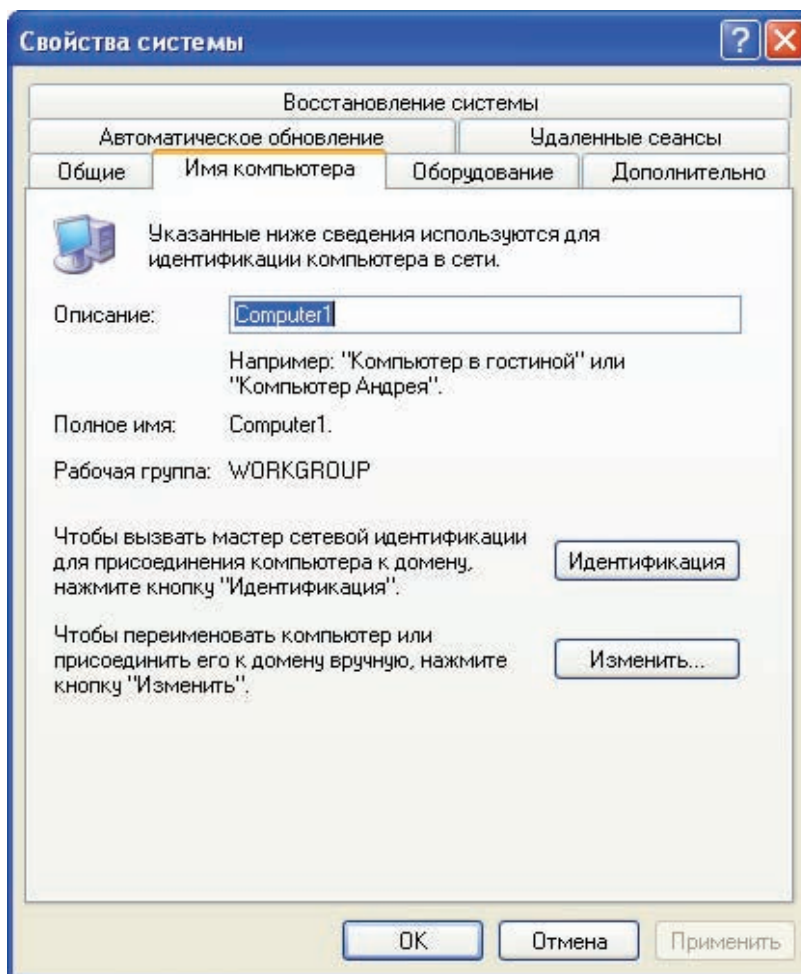 Свойства системы
Восстановление системы
Автоматическое обновление Удаленные сеансы
Общие Имя компьютера Оборудование Дополнительно
Указанные ниже сведения используются для
идентификации компьютера в сети.
Описание: Computer1
Например: "Компьютер в гостиной" или
"Компьютер Андрея".
Полное имя: Computer1.
Рабочая группа: WORKGROUP
Чтобы вызвать мастер сетевой идентификации
для присоединения компьютера к домену,
нажмите кнопку "Идентификация".
Идентификация
Чтобы переименовать компьютер или
присоединить его к домену вручную, нажмите
кнопку "Изменить".
Изменить...
OK Отмена Применить